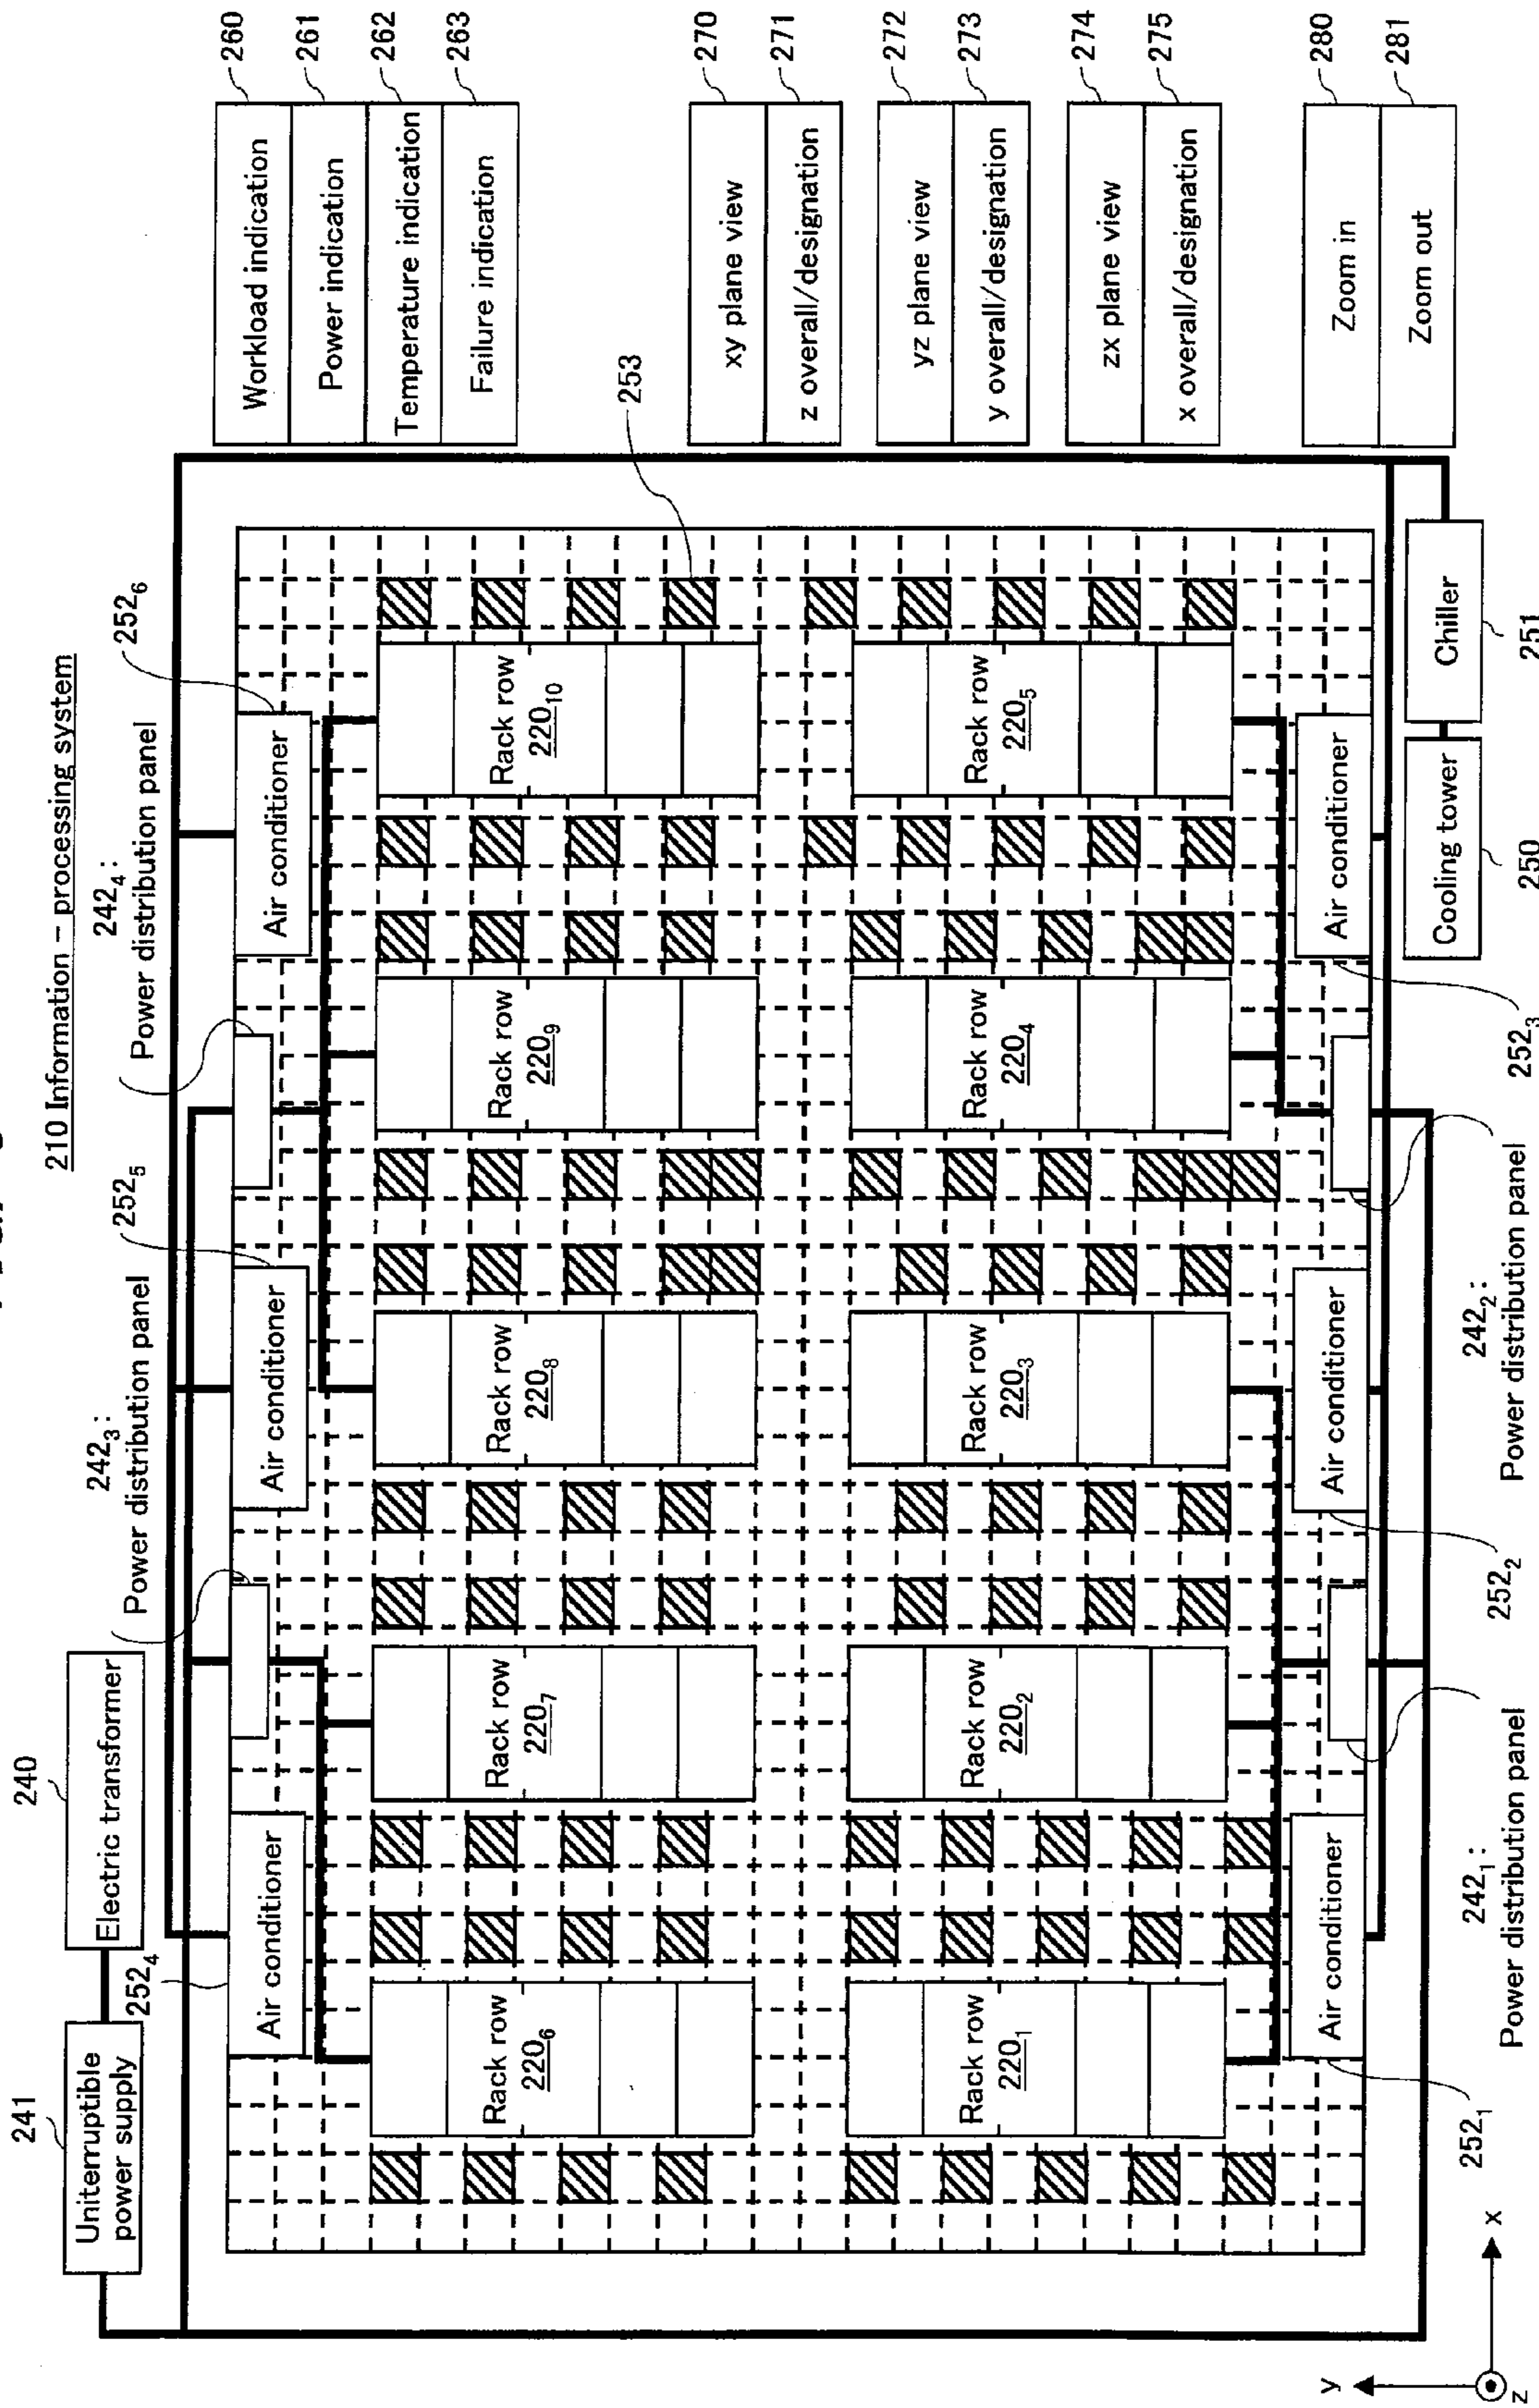 210 Information - processing system
241
Uniterruptible
power supply
240
Electric transformer
242₃:
Power distribution panel
242₄:
Power distribution panel
252₄
Air conditioner
252₅
Air conditioner
252₆
Air conditioner
Rack row
220₆
Rack row
220₇
Rack row
220₈
Rack row
220₉
Rack row
220₁₀
253
Rack row
220₁
Rack row
220₂
Rack row
220₃
Rack row
220₄
Rack row
220₅
Air conditioner
252₁
Air conditioner
252₂
Air conditioner
252₃
242₁:
Power distribution panel
242₂:
Power distribution panel
Cooling tower
250
Chiller
251
Workload indication
260
Power indication
261
Temperature indication
262
Failure indication
263
xy plane view
270
z overall/designation
271
yz plane view
272
y overall/designation
273
zx plane view
274
x overall/designation
275
Zoom in
280
Zoom out
281
y
z
x